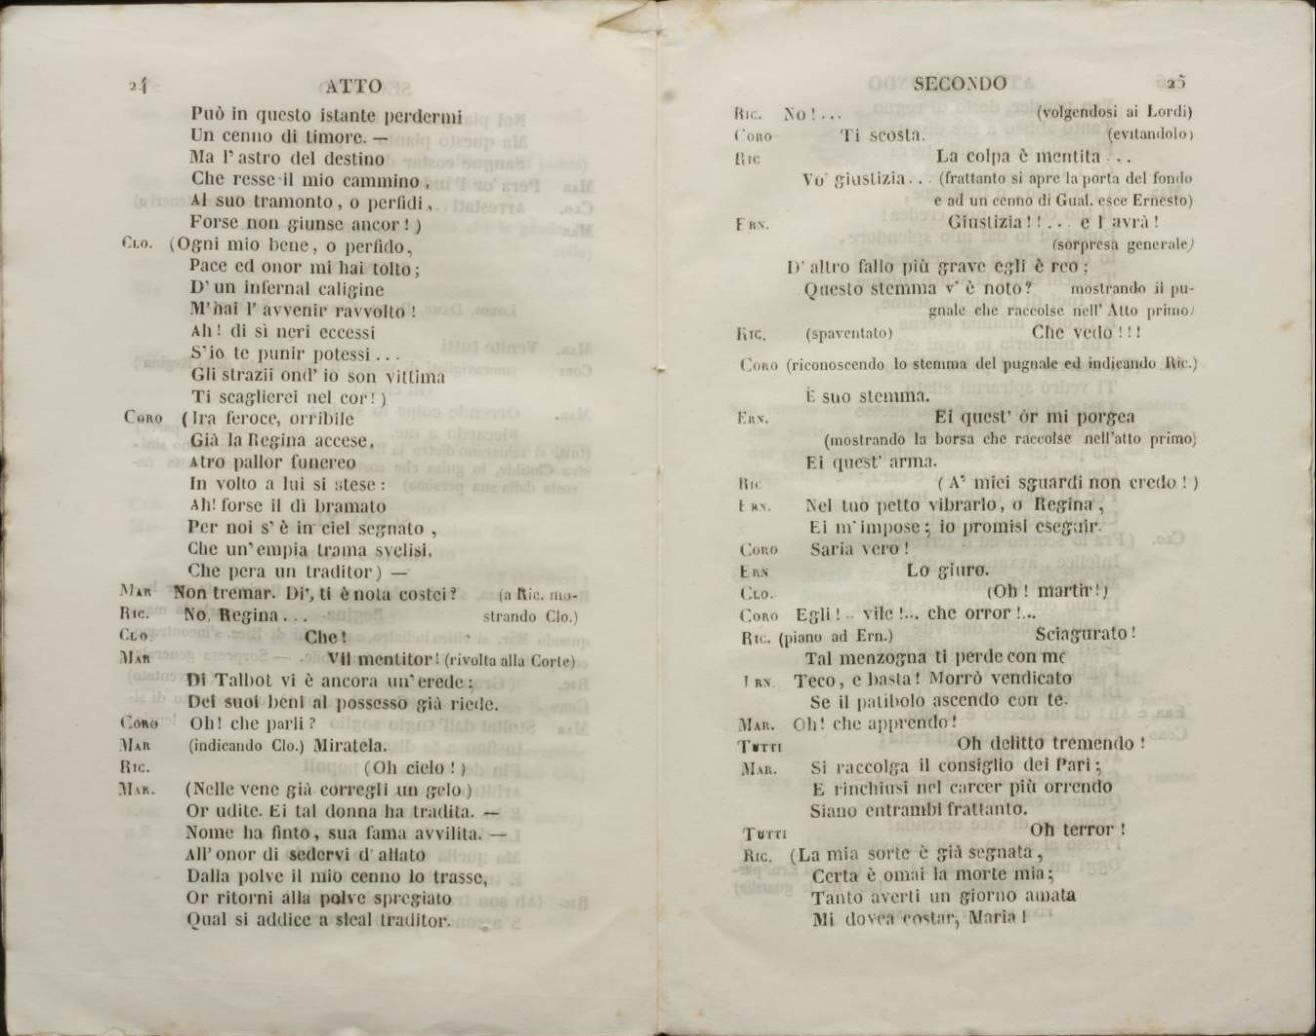 24 ATTO
Può in questo istante perdermi
Un cenno di timore. —
Ma l'astro del destino
Che resse il mio cammino,
Al suo tramonto, o perfidi,
Forse non giunse ancor!)
CLO. (Ogni mio bene, o perfido,
Pace ed onor mi hai tolto;
D'un infernal caligine
M'hai l'avvenir ravvolto!
Ah! di sì neri eccessi
S'io te punir potessi...
Gli strazii ond'io son vittima
Ti scaglierei nel cor!)
CORO (Ira feroce, orribile
Già la Regina accese,
Atro pallor funereo
In volto a lui si stese:
Ah! forse il dì bramato
Per noi s'è in ciel segnato,
Che un'empia trama svelisi,
Che pera un traditor) —
MAR Non tremar. Di', ti è nota costei? (a Ric. mo-
RIC. No, Regina... strando Clo.)
CLO. Che!
MAR Vil mentitor! (rivolta alla Corte)
Di Talbot vi è ancora un'erede;
Dei suoi beni al possesso già riede.
CORO Oh! che parli?
MAR (indicando Clo.) Miratela.
RIC. (Oh cielo!)
MAR. (Nelle vene già corregli un gelo)
Or udite. Ei tal donna ha tradita. —
Nome ha finto, sua fama avvilita. —
All'onor di sedervi d'allato
Dalla polve il mio cenno lo trasse,
Or ritorni alla polve spregiato
Qual si addice a sleal traditor.
SECONDO 25
RIC. No!... (volgendosi ai Lordi)
CORO Ti scosta. (evitandolo)
RIC La colpa è mentita...
Vo' giustizia... (frattanto si apre la porta del fondo
e ad un cenno di Gual. esce Ernesto)
ERN. Giustizia!!... e l'avrà!
(sorpresa generale)
D'altro fallo più grave egli è reo;
Questo stemma v'è noto? mostrando il pu-
gnale che raccolse nell'Atto primo)
RIC. (spaventato) Che vedo!!!
CORO (riconoscendo lo stemma del pugnale ed indicando Ric.)
È suo stemma.
ERN. Ei quest'òr mi porgea
(mostrando la borsa che raccolse nell'atto primo)
Ei quest'arma.
RIC (A' miei sguardi non credo!)
ERN. Nel tuo petto vibrarlo, o Regina,
Ei m'impose; io promisi eseguir.
CORO Saria vero!
ERN Lo giuro.
CLO. (Oh! martir!)
CORO Egli!.. vile!... che orror!...
RIC. (piano ad Ern.) Sciagurato!
Tal menzogna ti perde con me
ERN. Teco, e basta! Morrò vendicato
Se il patibolo ascendo con te.
MAR. Oh! che apprendo!
TUTTI Oh delitto tremendo!
MAR. Si raccolga il consiglio dei Pari;
E rinchiusi nel carcer più orrendo
Siano entrambi frattanto.
TUTTI Oh terror!
RIC. (La mia sorte è già segnata,
Certa è omai la morte mia;
Tanto averti un giorno amata
Mi dovea costar, Maria!